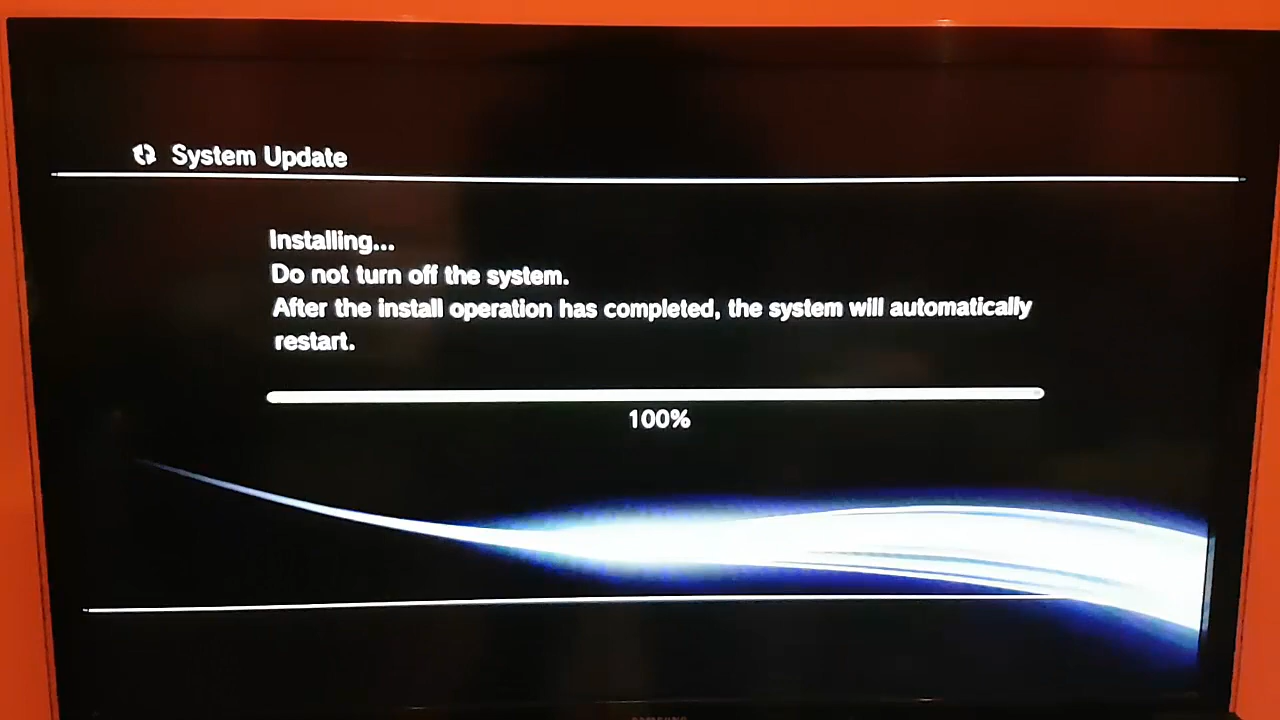 System Update
Installing...
Do not turn off the system.
After the install operation has completed, the system will automatically
restart.
100%